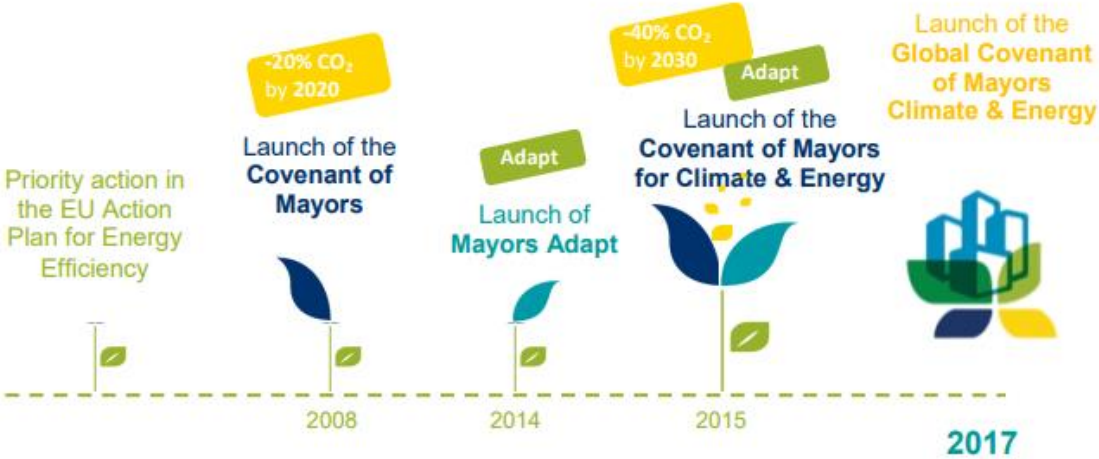 Priority action in
the EU Action
Plan for Energy
Efficiency
-20% CO₂
by 2020
Launch of the
Covenant of
Mayors
2008
Adapt
Launch of
Mayors Adapt
2014
-40% CO₂
by 2030
Adapt
Launch of the
Covenant of Mayors
for Climate & Energy
2015
Launch of the
Global Covenant
of Mayors
Climate & Energy
2017